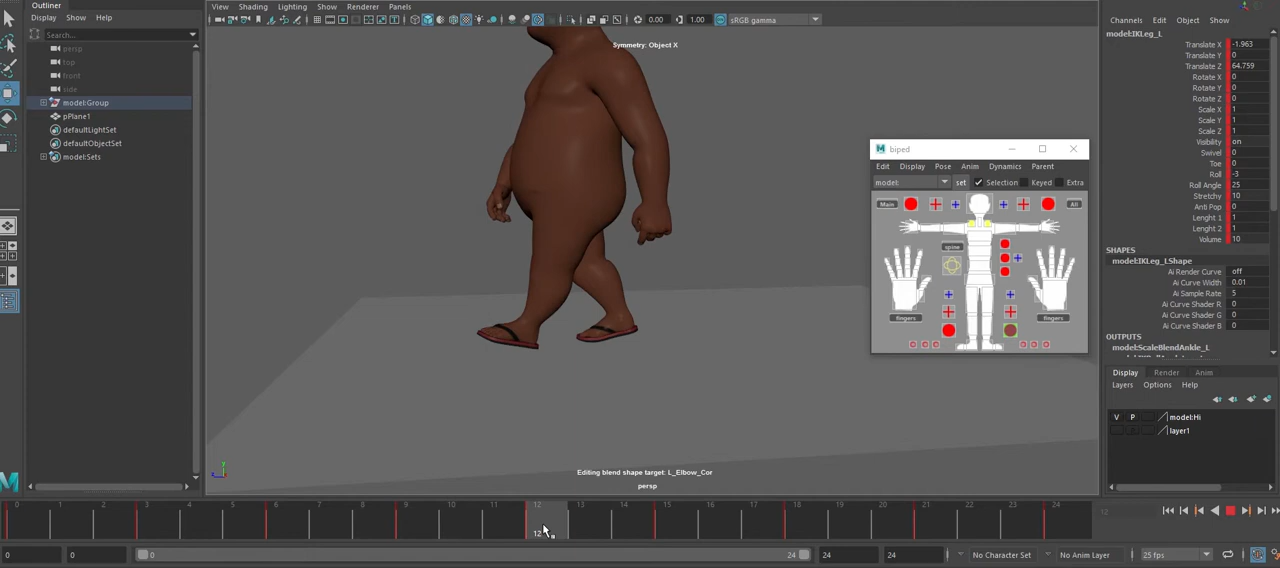 Outliner
Display Show Help
Search...
persp
top
front
side
model:Group
pPlane1
defaultLightSet
defaultObjectSet
model:Sets
View Shading Lighting Show Renderer Panels
0.00 1.00 sRGB gamma
Symmetry: Object X
Editing blend shape target: L_Elbow_Cor
persp
biped
Edit Display Pose Anim Dynamics Parent
model: set Selection Keyed Extra
Main All
spine
fingers fingers
Channels Edit Object Show
model:IKLeg_L
Translate X -1.963
Translate Y 0
Translate Z 64.759
Rotate X 0
Rotate Y 0
Rotate Z 0
Scale X 1
Scale Y 1
Scale Z 1
Visibility on
Swivel 0
Toe 0
Roll -3
Roll Angle 25
Stretchy 10
Anti Pop 0
Lenght 1 1
Lenght 2 1
Volume 10
SHAPES
model:IKLeg_LShape
Ai Render Curve off
Ai Curve Width 0.01
Ai Sample Rate 5
Ai Curve Shader R 0
Ai Curve Shader G 0
Ai Curve Shader B 0
OUTPUTS
model:ScaleBlendAnkle_L
Display Render Anim
Layers Options Help
V P model:Hi
layer1
0 1 2 3 4 5 6 7 8 9 10 11 12 13 14 15 16 17 18 19 20 21 22 23 24
12
12
0 0 0 24 24 24 No Character Set No Anim Layer 25 fps